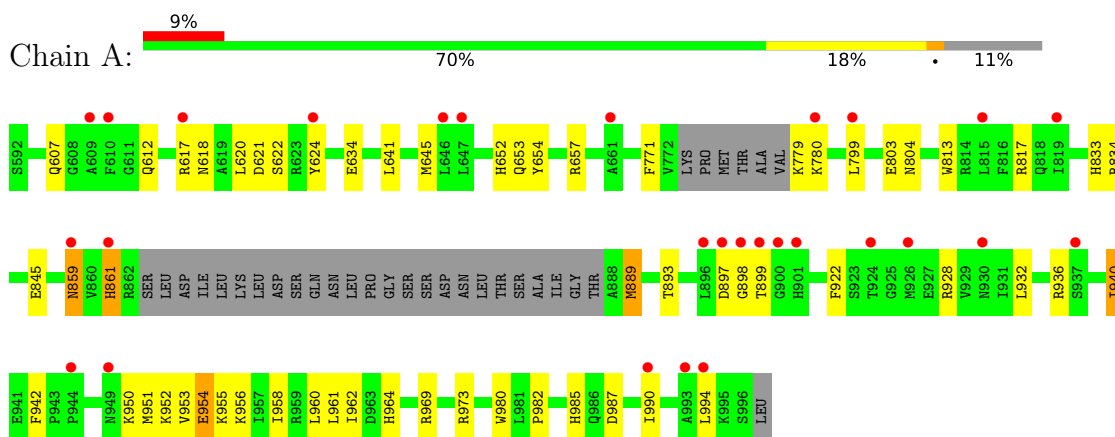 9%
Chain A:
70% 18% • 11%
S592 Q607 G608 A609 F610 G611 Q612 R617 N618 A619 L620 D621 S622 R623 Y624 E634 L641 M645 L646 L647 H652 Q653 Y654 R657 A661 F771 V772 LYS PRO MET THR ALA VAL K779 K780 L799 E803 N804 W813 R814 L815 F816 R817 Q818 I819 H833 R834
E845 N859 V860 H861 R862 SER LEU ASP ILE LEU LYS LEU ASP SER GLN ASN LEU PRO GLY SER SER ASP ASN LEU THR SER ALA ILE GLY THR A888 M889 T893 L896 D897 G898 T899 G900 H901 F922 S923 T924 G925 M926 E927 R928 V929 N930 I931 L932 R936 S937 I940
E941 F942 P943 P944 N949 K950 M951 K952 V953 E954 K955 K956 I957 I958 R959 L960 L961 I962 D963 H964 R969 R973 W980 L981 P982 H985 Q986 D987 I990 A993 L994 K995 S996 LEU